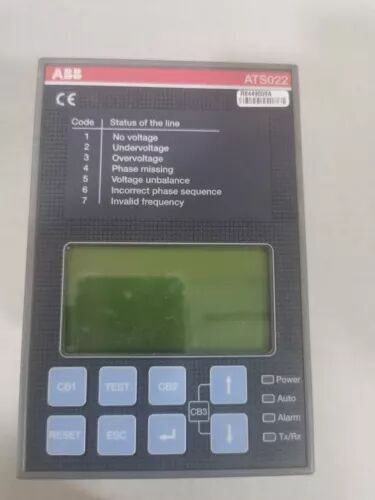 ABB
ATS022
CE
Code Status of the line
1 No voltage
2 Undervoltage
3 Overvoltage
4 Phase missing
5 Voltage unbalance
6 Incorrect phase sequence
7 Invalid frequency
CB1 TEST CB2
Power
Auto
CB3
Alarm
RESET ESC
Tx/Rx